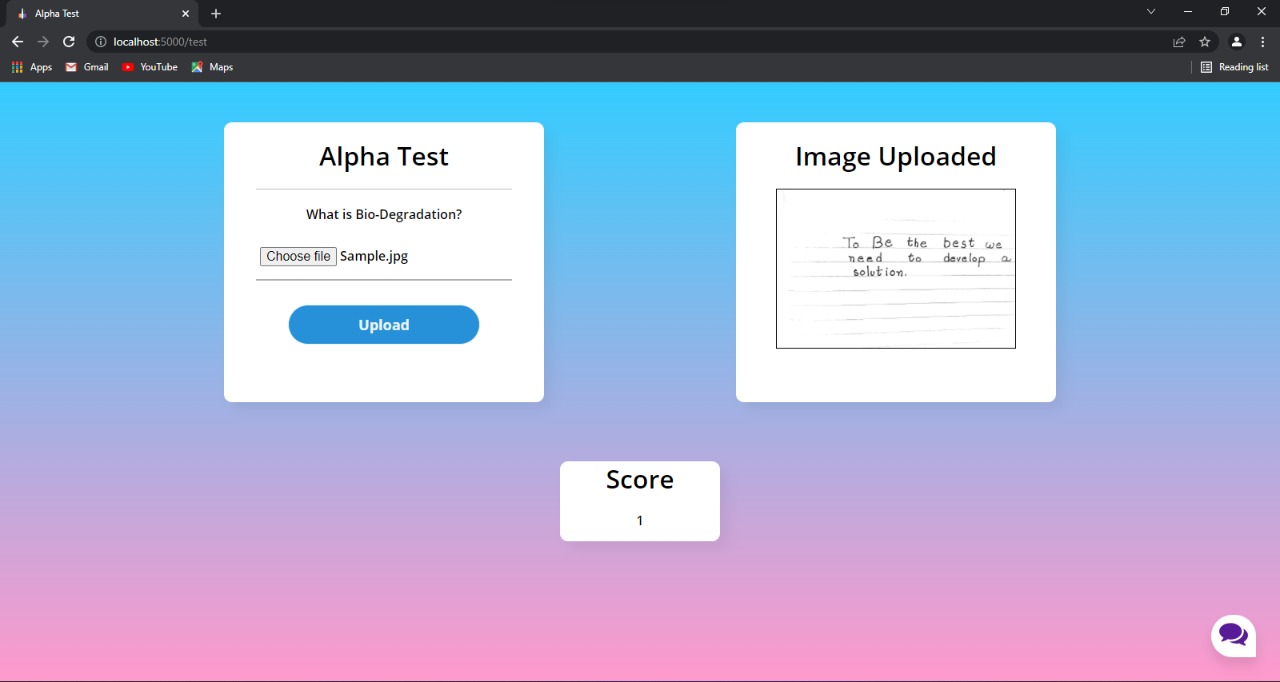 Alpha Test
localhost:5000/test
Apps Gmail YouTube Maps Reading list
Alpha Test
What is Bio-Degradation?
Choose file Sample.jpg
Upload
Image Uploaded
To Be the best we
need to develop a
solution.
Score
1